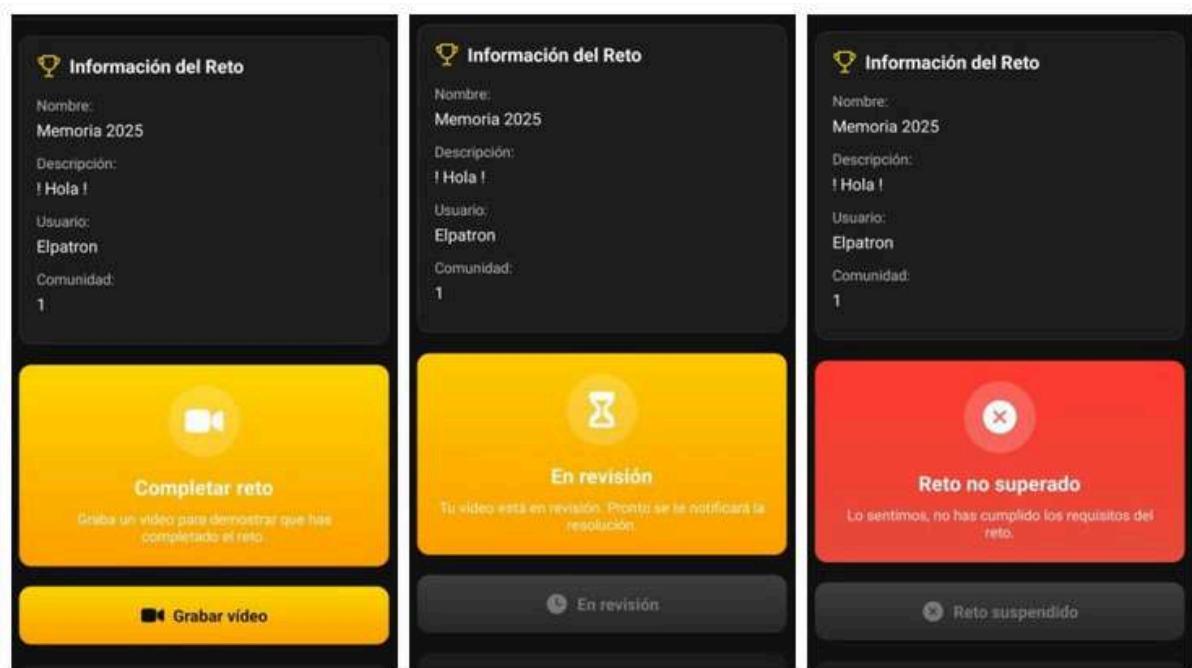 Información del Reto
Nombre:
Memoria 2025
Descripción:
! Hola !
Usuario:
Elpatron
Comunidad:
1
Completar reto
Graba un video para demostrar que has
completado el reto.
Grabar vídeo
Información del Reto
Nombre:
Memoria 2025
Descripción:
! Hola !
Usuario:
Elpatron
Comunidad:
1
En revisión
Tu vídeo está en revisión. Pronto se te notificará la
resolución.
En revisión
Información del Reto
Nombre:
Memoria 2025
Descripción:
! Hola !
Usuario:
Elpatron
Comunidad:
1
Reto no superado
Lo sentimos, no has cumplido los requisitos del
reto.
Reto suspendido